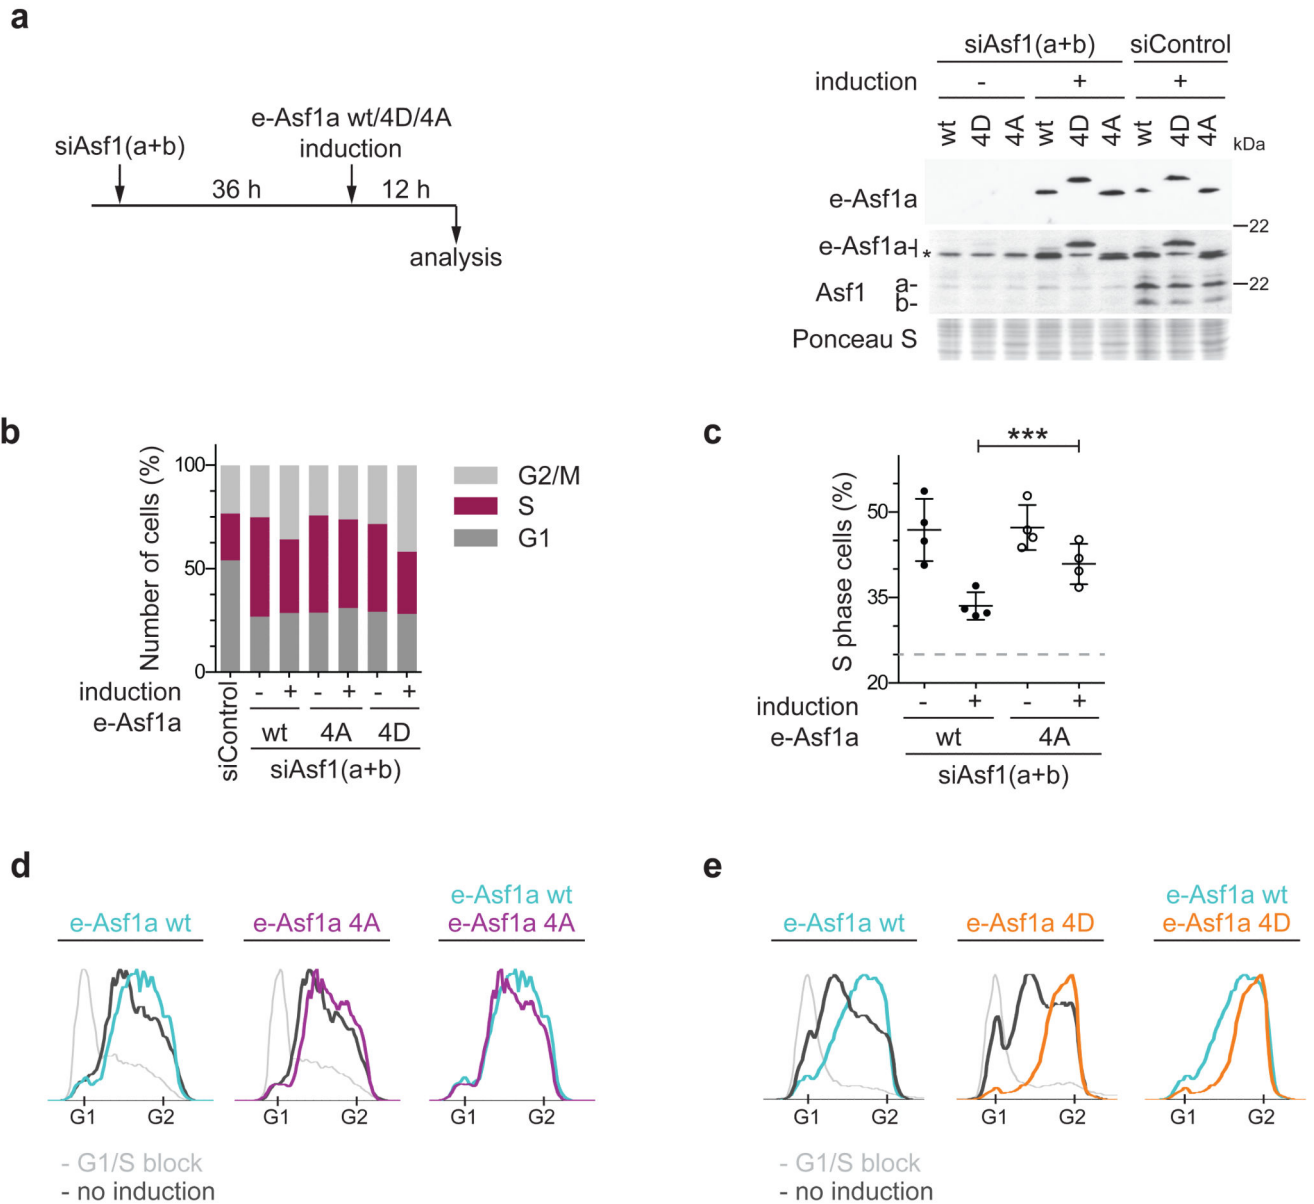 a
siAsf1(a+b)
e-Asf1a wt/4D/4A
induction
36 h
12 h
analysis
siAsf1(a+b) siControl
induction - + +
wt 4D 4A wt 4D 4A wt 4D 4A
kDa
e-Asf1a
22
e-Asf1a
*
Asf1 a-
b-
22
Ponceau S
b
Number of cells (%)
100
50
0
G2/M
S
G1
induction - + - + - +
e-Asf1a
siControl
wt 4A 4D
siAsf1(a+b)
c
***
S phase cells (%)
50
35
20
induction - + - +
e-Asf1a
wt 4A
siAsf1(a+b)
d
e-Asf1a wt
e-Asf1a 4A
e-Asf1a wt
e-Asf1a 4A
G1 G2
G1 G2
G1 G2
- G1/S block
- no induction
e
e-Asf1a wt
e-Asf1a 4D
e-Asf1a wt
e-Asf1a 4D
G1 G2
G1 G2
G1 G2
- G1/S block
- no induction